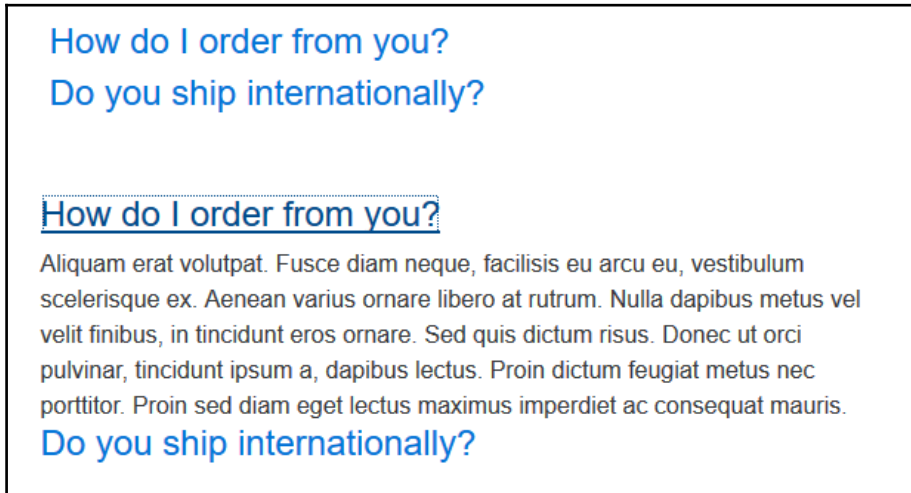 How do I order from you?
Do you ship internationally?
How do I order from you?
Aliquam erat volutpat. Fusce diam neque, facilisis eu arcu eu, vestibulum
scelerisque ex. Aenean varius ornare libero at rutrum. Nulla dapibus metus vel
velit finibus, in tincidunt eros ornare. Sed quis dictum risus. Donec ut orci
pulvinar, tincidunt ipsum a, dapibus lectus. Proin dictum feugiat metus nec
porttitor. Proin sed diam eget lectus maximus imperdiet ac consequat mauris.
Do you ship internationally?